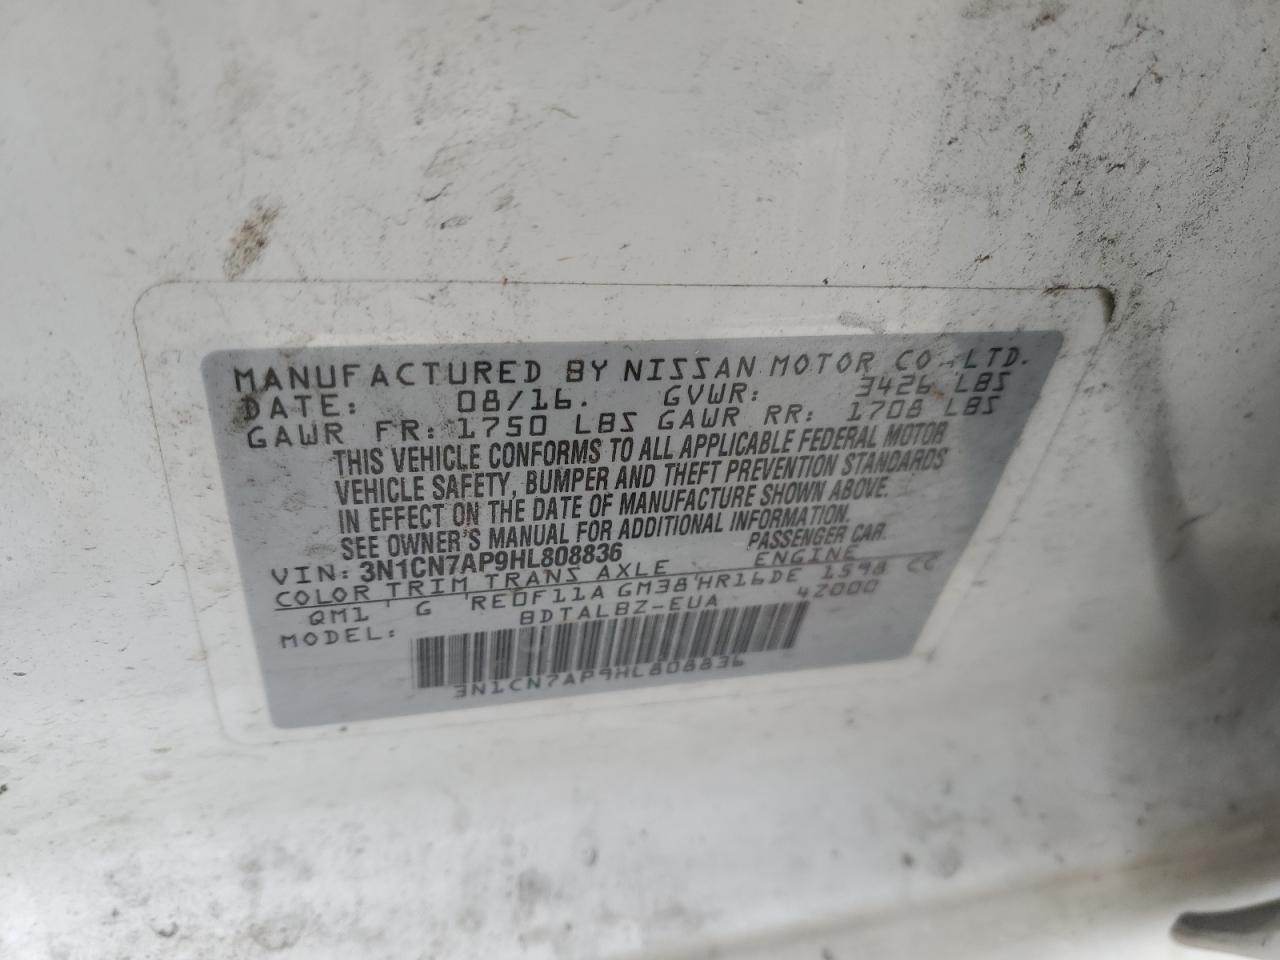 MANUFACTURED BY NISSAN MOTOR CO.,LTD.
DATE: 08/16. GVWR: 3426 LBS
GAWR FR: 1750 LBS GAWR RR: 1708 LBS
THIS VEHICLE CONFORMS TO ALL APPLICABLE FEDERAL MOTOR
VEHICLE SAFETY, BUMPER AND THEFT PREVENTION STANDARDS
IN EFFECT ON THE DATE OF MANUFACTURE SHOWN ABOVE.
SEE OWNER'S MANUAL FOR ADDITIONAL INFORMATION.
VIN: 3N1CN7AP9HL808836 PASSENGER CAR.
COLOR TRIM TRANS AXLE ENGINE
QM1 G RE0F11A GM38 HR16DE 1598 CC
MODEL: BDTALBZ-EUA 4Z000
3N1CN7AP9HL808836